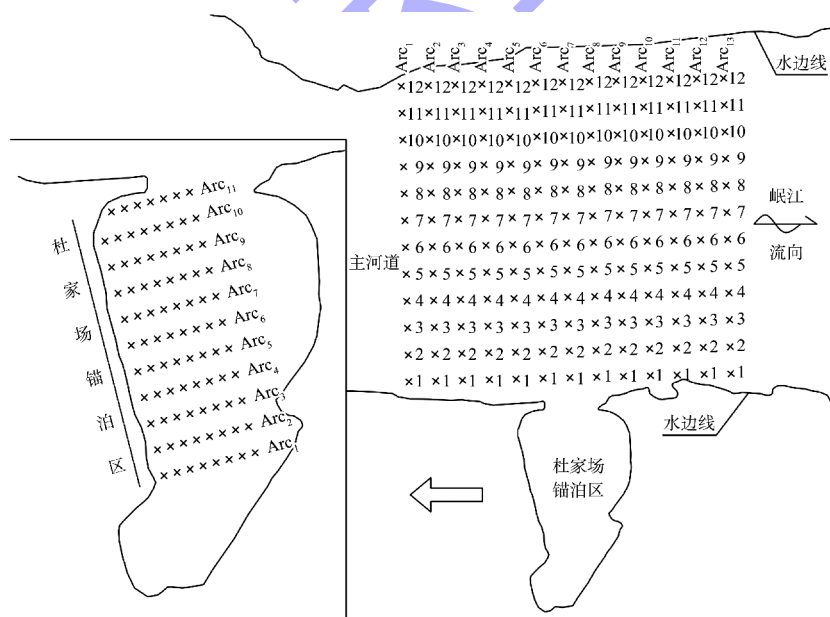 Arc₁ Arc₂ Arc₃ Arc₄ Arc₅ Arc₆ Arc₇ Arc₈ Arc₉ Arc₁₀ Arc₁₁ Arc₁₂ Arc₁₃
水边线
×12×12×12×12×12×12×12×12×12×12×12×12×12
×11×11×11×11×11×11×11×11×11×11×11×11×11
×10×10×10×10×10×10×10×10×10×10×10×10×10
×9×9×9×9×9×9×9×9×9×9×9×9×9
×8×8×8×8×8×8×8×8×8×8×8×8×8
×7×7×7×7×7×7×7×7×7×7×7×7×7
×6×6×6×6×6×6×6×6×6×6×6×6×6
×5×5×5×5×5×5×5×5×5×5×5×5×5
×4×4×4×4×4×4×4×4×4×4×4×4×4
×3×3×3×3×3×3×3×3×3×3×3×3×3
×2×2×2×2×2×2×2×2×2×2×2×2×2
×1×1×1×1×1×1×1×1×1×1×1×1×1
岷江
流向
主河道
水边线
杜家场
锚泊区
杜家场锚泊区
Arc₁₁
Arc₁₀
Arc₉
Arc₈
Arc₇
Arc₆
Arc₅
Arc₄
Arc₃
Arc₂
Arc₁